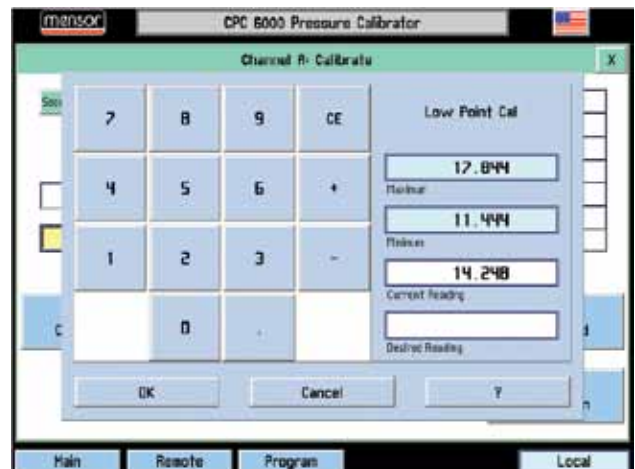 mensor CPC 6000 Pressure Calibrator
Channel A: Calibrate X
7 8 9 CE
4 5 6 +
1 2 3 -
0 .
Low Point Cal
17.844
Maximum
11.444
Minimum
14.248
Current Reading
Desired Reading
OK Cancel ?
Main Remote Program Local